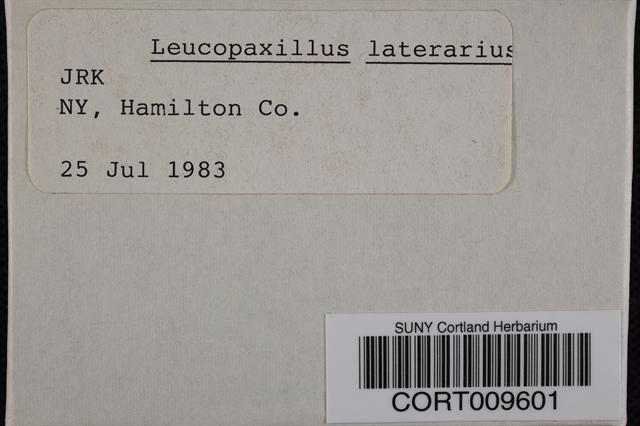 Leucopaxillus laterarius
JRK
NY, Hamilton Co.
25 Jul 1983
SUNY Cortland Herbarium
CORT009601